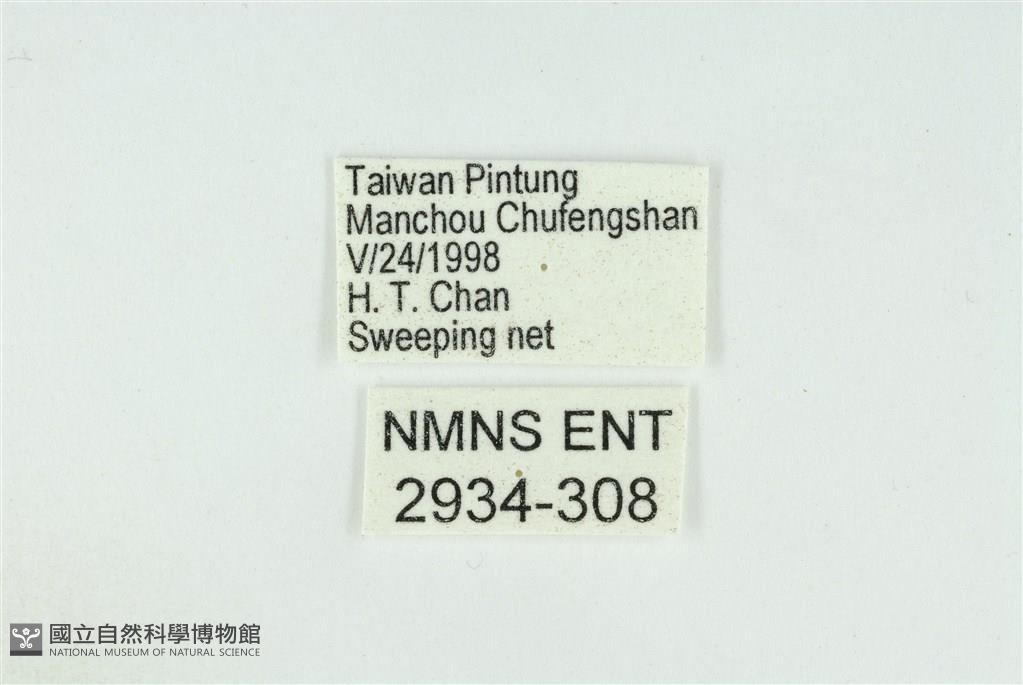 Taiwan Pintung
Manchou Chufengshan
V/24/1998
H. T. Chan
Sweeping net
NMNS ENT
2934-308
國立自然科學博物館
NATIONAL MUSEUM OF NATURAL SCIENCE